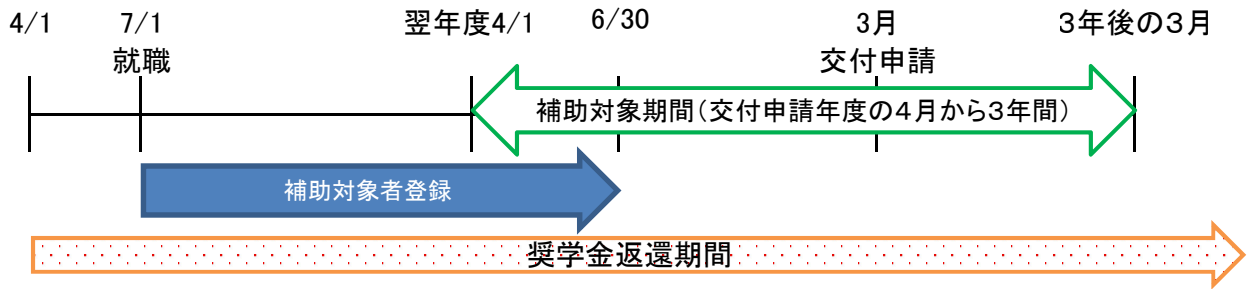 4/1
7/1
翌年度4/1
6/30
3月
3年後の3月
就職
交付申請
補助対象期間(交付申請年度の4月から3年間)
補助対象者登録
奨学金返還期間